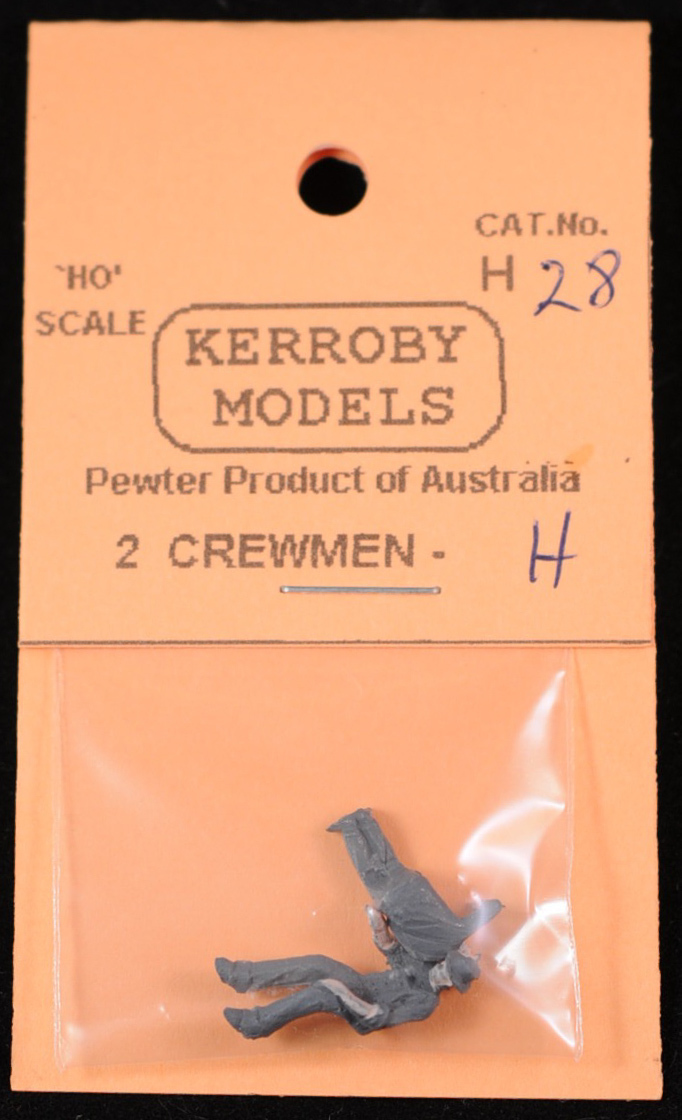 CAT.No.
H 28
`HO'
SCALE
KERROBY
MODELS
Pewter Product of Australia
2 CREWMEN - H